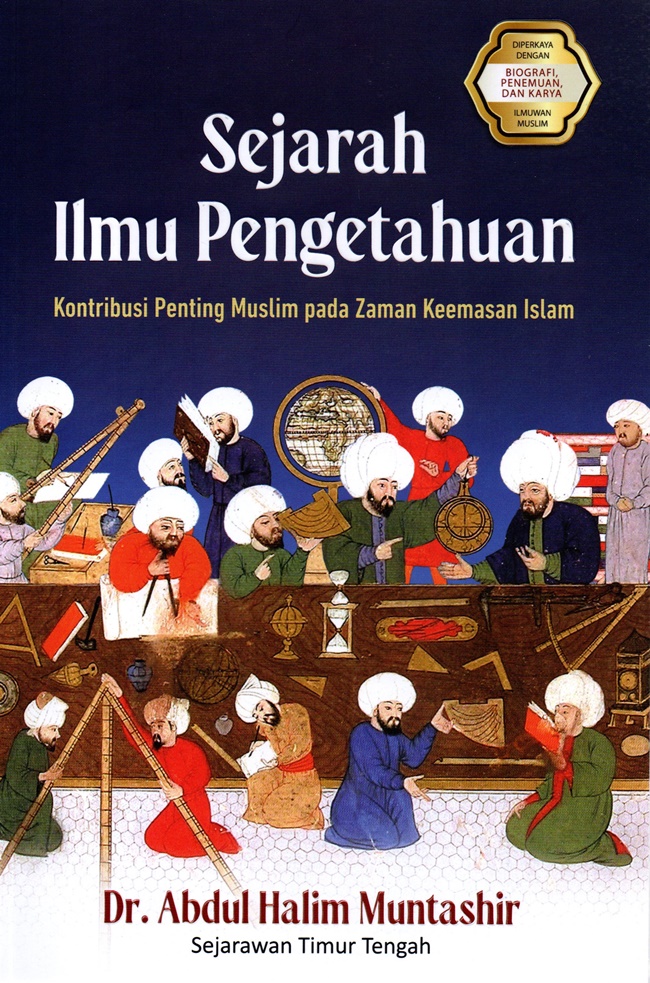 DIPERKAYA
DENGAN
BIOGRAFI,
PENEMUAN,
DAN KARYA
ILMUWAN
MUSLIM
Sejarah
Ilmu Pengetahuan
Kontribusi Penting Muslim pada Zaman Keemasan Islam
Dr. Abdul Halim Muntashir
Sejarawan Timur Tengah